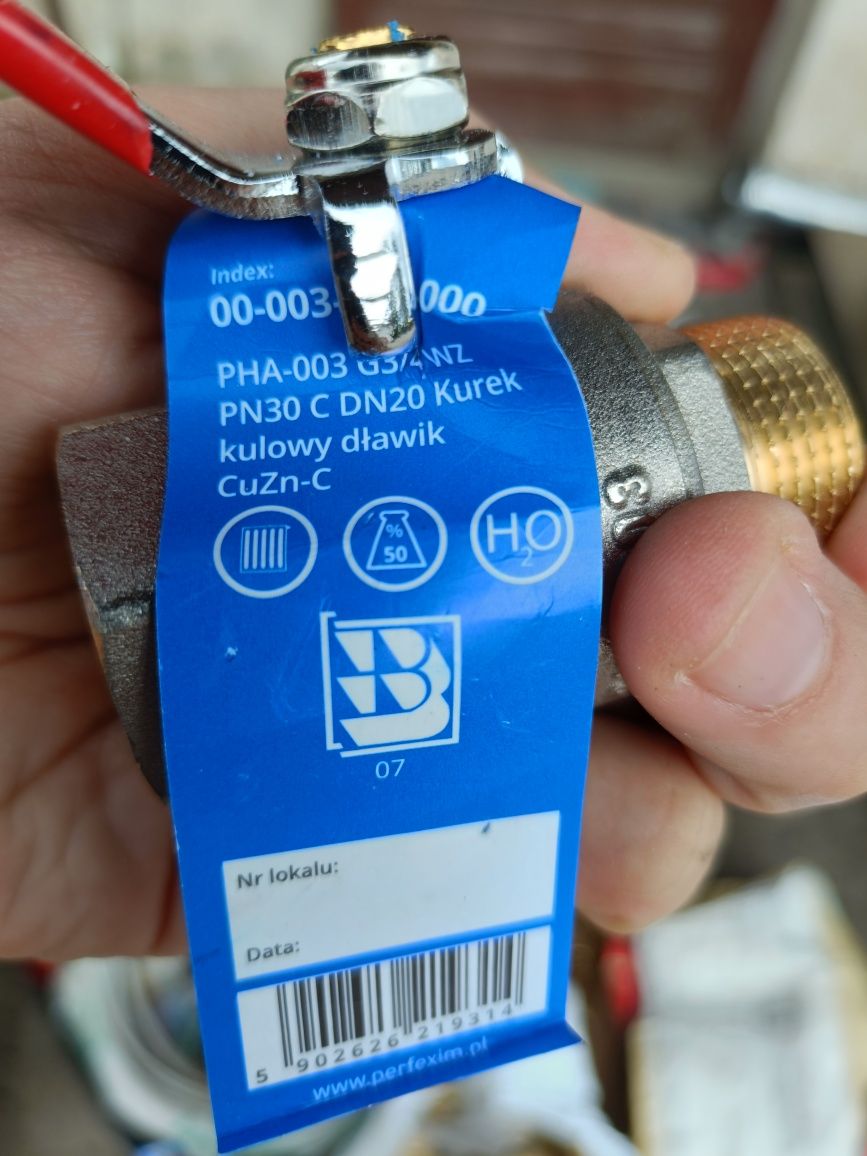 Index:
00-003- 000
PHA-003 G3/4 WZ
PN30 C DN20 Kurek
kulowy dławik
CuZn-C
% 50
H2O
B
07
Nr lokalu:
Data:
5 902626 219314
www.perfexim.pl
03